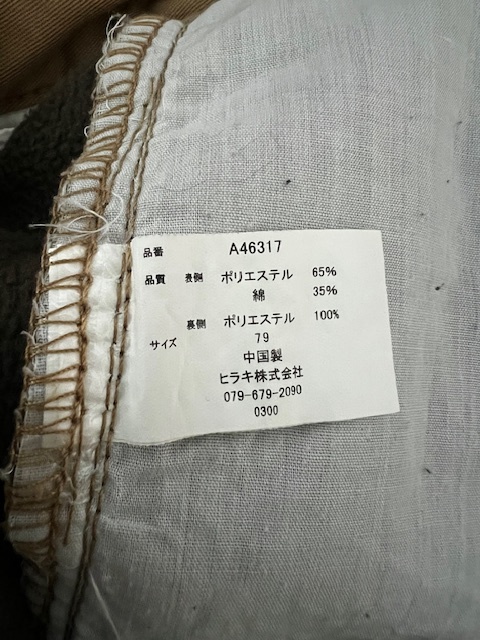 品番 A46317
品質 表側 ポリエステル 65%
綿 35%
裏側 ポリエステル 100%
サイズ 79
中国製
ヒラキ株式会社
079-679-2090
0300